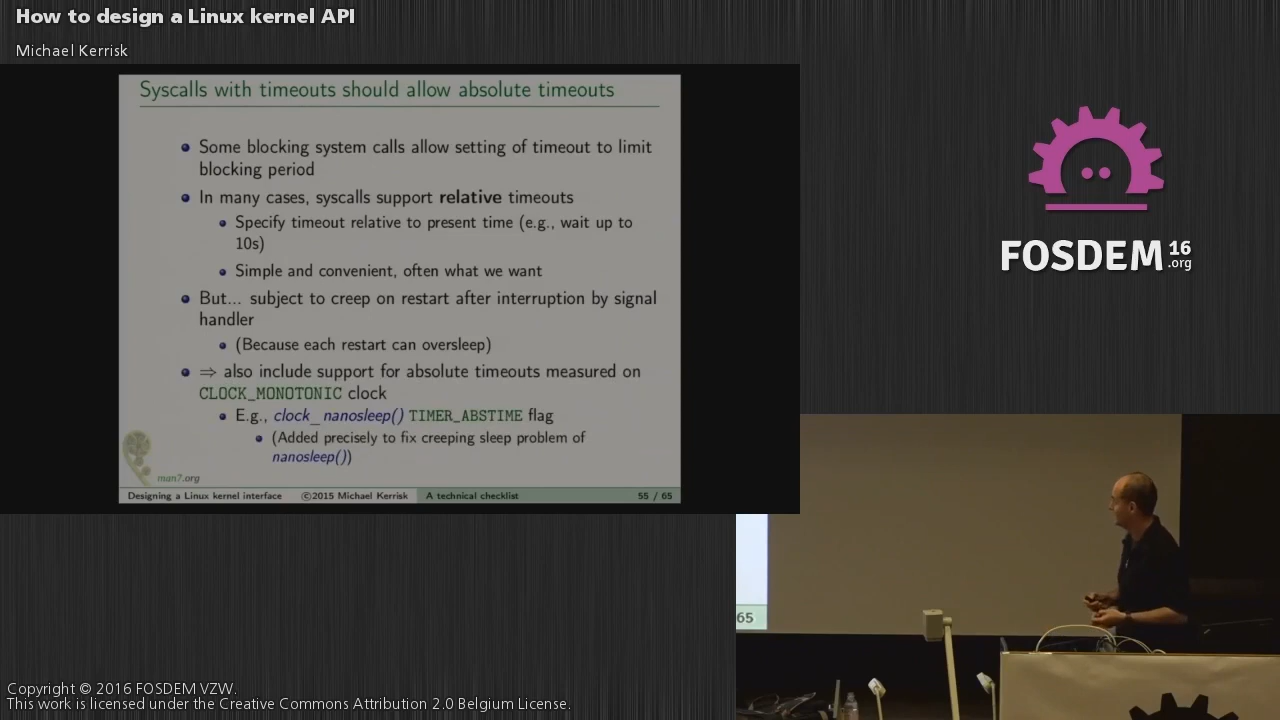 How to design a Linux kernel API
Michael Kerrisk
Syscalls with timeouts should allow absolute timeouts
Some blocking system calls allow setting of timeout to limit
blocking period
In many cases, syscalls support relative timeouts
Specify timeout relative to present time (e.g., wait up to
10s)
Simple and convenient, often what we want
But... subject to creep on restart after interruption by signal
handler
(Because each restart can oversleep)
⇒ also include support for absolute timeouts measured on
CLOCK_MONOTONIC clock
E.g., clock_nanosleep() TIMER_ABSTIME flag
(Added precisely to fix creeping sleep problem of
nanosleep())
man7.org
Designing a Linux kernel interface ©2015 Michael Kerrisk A technical checklist 55 / 65
FOSDEM 16
.org
65
Copyright © 2016 FOSDEM VZW.
This work is licensed under the Creative Commons Attribution 2.0 Belgium License.